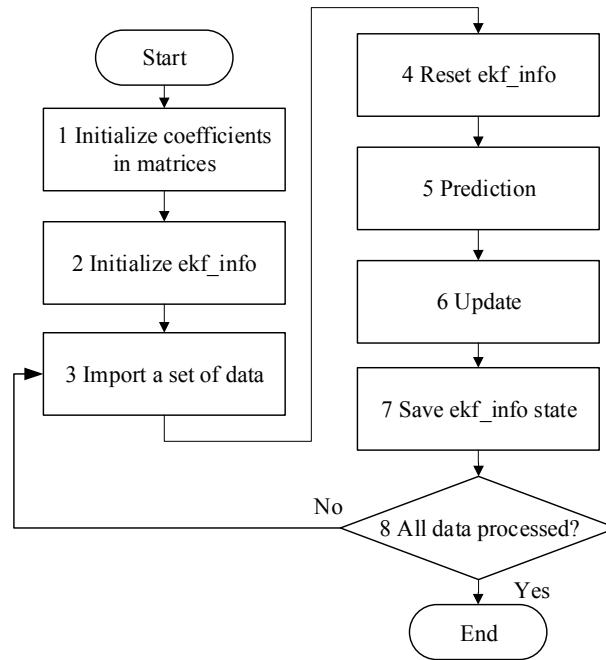 Start
1 Initialize coefficients
in matrices
2 Initialize ekf_info
3 Import a set of data
4 Reset ekf_info
5 Prediction
6 Update
7 Save ekf_info state
8 All data processed?
No
Yes
End